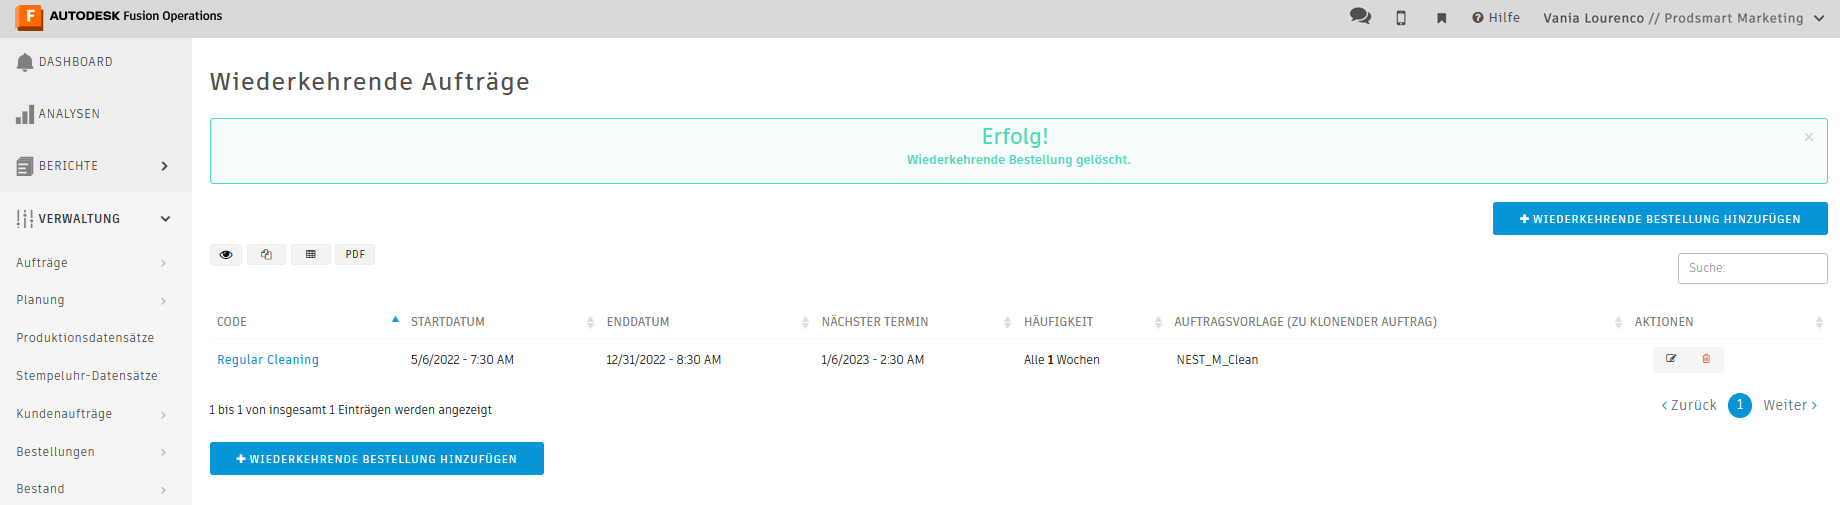 AUTODESK Fusion Operations
Hilfe
Vania Lourenco // Prodsmart Marketing
DASHBOARD
ANALYSEN
BERICHTE
VERWALTUNG
Aufträge
Planung
Produktionsdatensätze
Stempeluhr-Datensätze
Kundenaufträge
Bestellungen
Bestand
Wiederkehrende Aufträge
Erfolg!
×
Wiederkehrende Bestellung gelöscht.
+ WIEDERKEHRENDE BESTELLUNG HINZUFÜGEN
PDF
Suche:
CODE STARTDATUM ENDDATUM NÄCHSTER TERMIN HÄUFIGKEIT AUFTRAGSVORLAGE (ZU KLONENDER AUFTRAG) AKTIONEN
Regular Cleaning 5/6/2022 - 7:30 AM 12/31/2022 - 8:30 AM 1/6/2023 - 2:30 AM Alle 1 Wochen NEST_M_Clean
1 bis 1 von insgesamt 1 Einträgen werden angezeigt
‹ Zurück 1 Weiter ›
+ WIEDERKEHRENDE BESTELLUNG HINZUFÜGEN